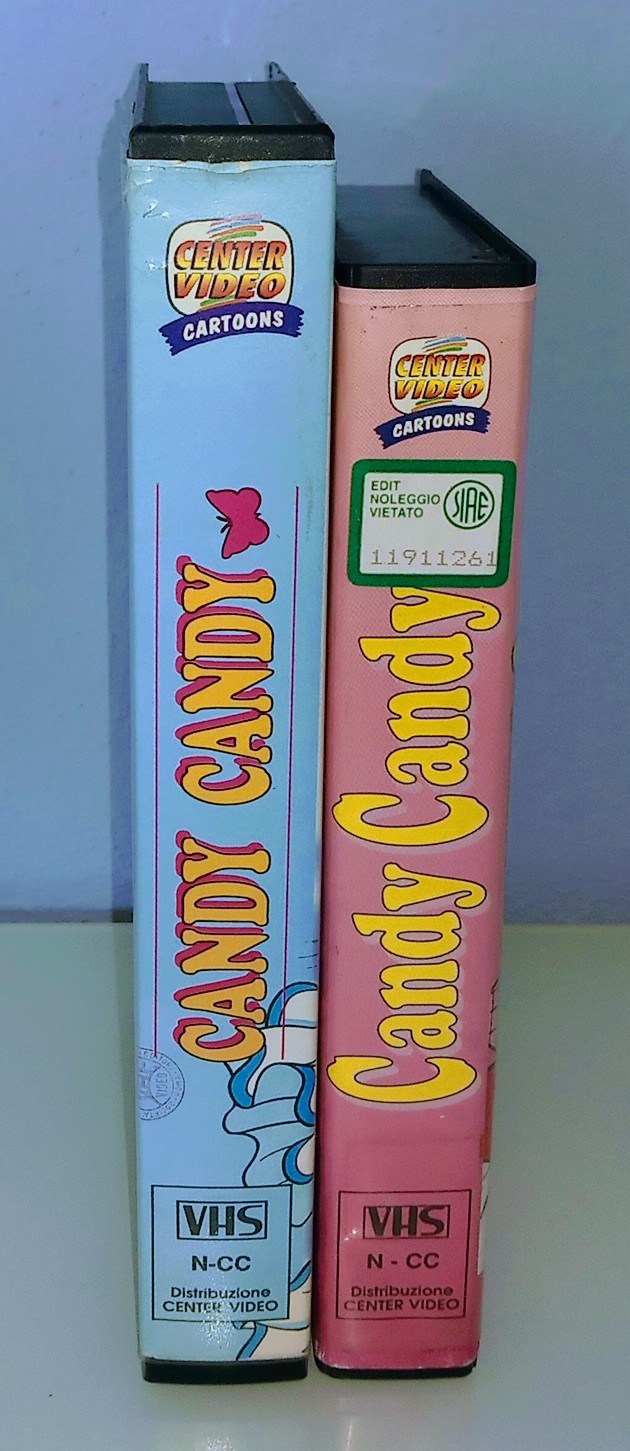 CENTER
VIDEO
CARTOONS
CANDY CANDY
VIDEO
VHS
N-CC
Distribuzione
CENTER VIDEO
CENTER
VIDEO
CARTOONS
EDIT
NOLEGGIO
VIETATO
SIAE
11911261
Candy Candy
VHS
N - CC
Distribuzione
CENTER VIDEO